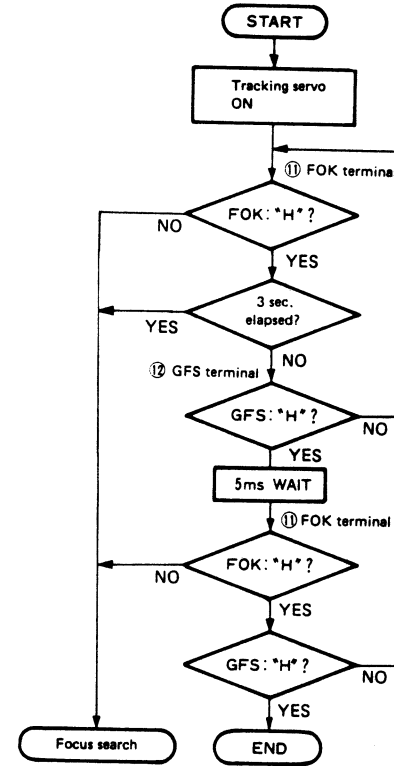 START
Tracking servo
ON
⑪ FOK terminal
FOK: "H" ?
NO
YES
3 sec.
elapsed?
YES
NO
⑫ GFS terminal
GFS: "H" ?
NO
YES
5ms WAIT
⑪ FOK terminal
FOK: "H" ?
NO
YES
GFS: "H" ?
NO
YES
Focus search
END